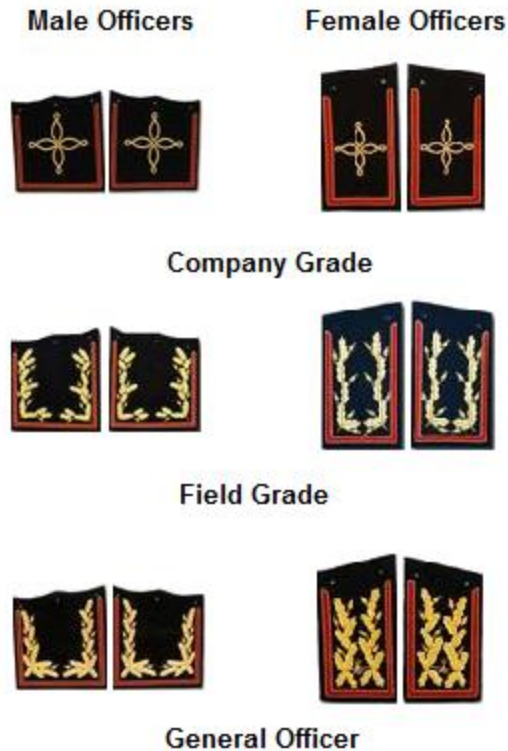 Male Officers
Female Officers
Company Grade
Field Grade
General Officer